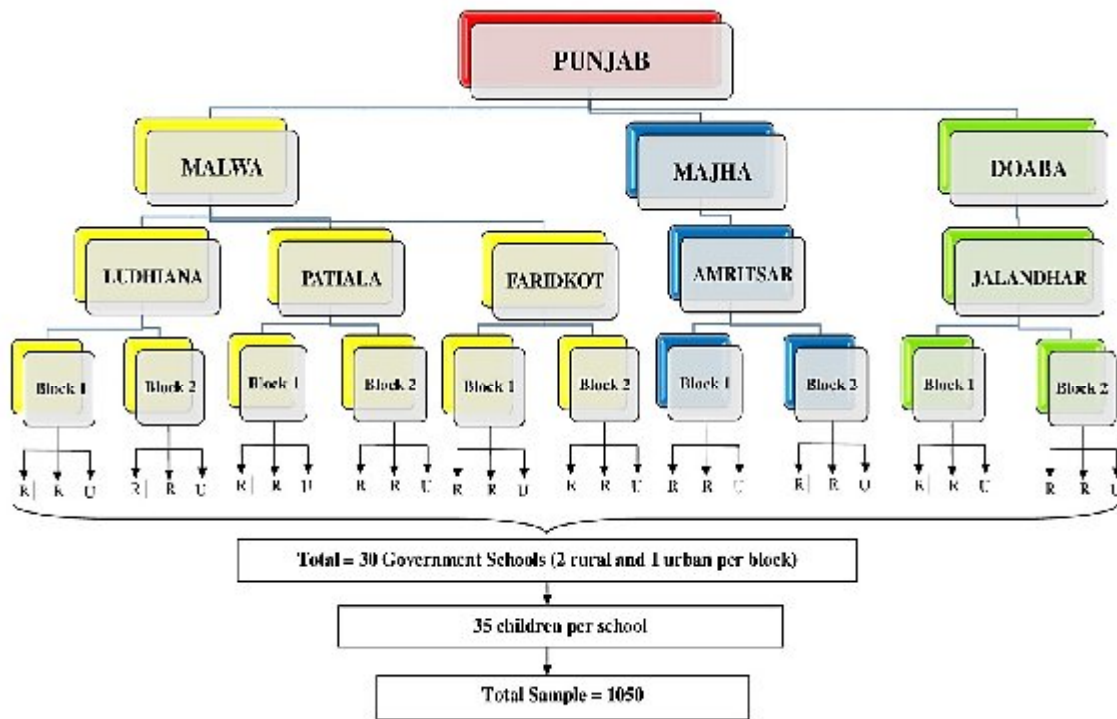 PUNJAB
MALWA MAJHA DOABA
LUDHIANA PATIALA FARIDKOT AMRITSAR JALANDHAR
Block 1 Block 2 Block 1 Block 2 Block 1 Block 2 Block 1 Block 2 Block 1 Block 2
R R U R R U R R U R R U R R U R R U R R U R R U R R U R R U
Total = 30 Government Schools (2 rural and 1 urban per block)
35 children per school
Total Sample = 1050